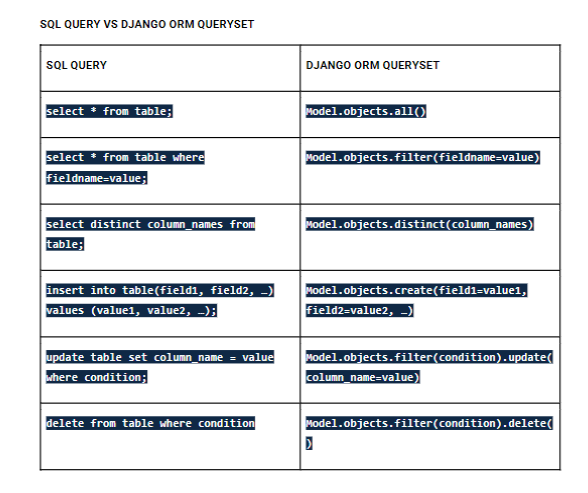 SQL QUERY VS DJANGO ORM QUERYSET
SQL QUERY
DJANGO ORM QUERYSET
select * from table;
Model.objects.all()
select * from table where
fieldname=value;
Model.objects.filter(fieldname=value)
select distinct column_names from
table;
Model.objects.distinct(column_names)
insert into table(field1, field2, …)
values (value1, value2, …);
Model.objects.create(field1=value1,
field2=value2, …)
update table set column_name = value
where condition;
Model.objects.filter(condition).update(
column_name=value)
delete from table where condition
Model.objects.filter(condition).delete(
)